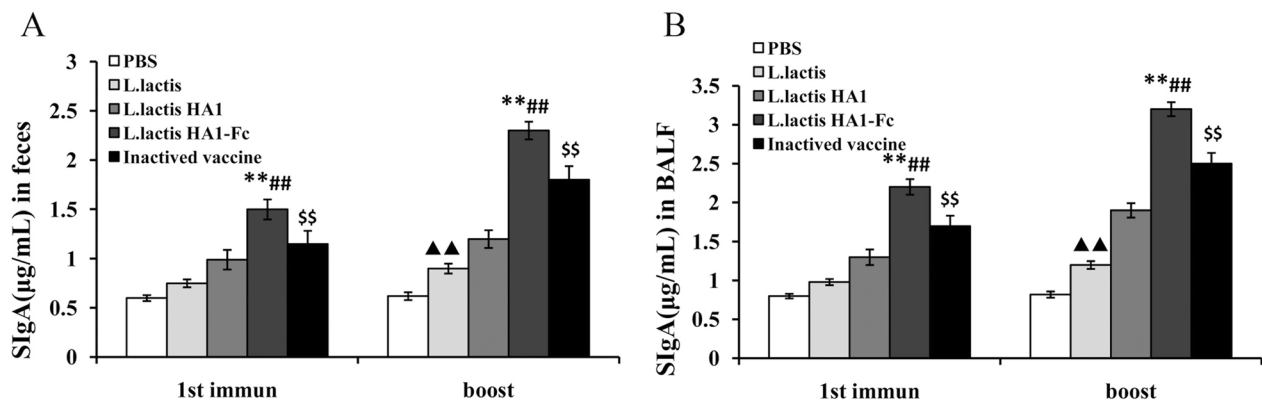 A
SIgA(μg/mL) in feces
3
2.5
2
1.5
1
0.5
0
PBS
L.lactis
L.lactis HA1
L.lactis HA1-Fc
Inactived vaccine
**##
$$
▲▲
**##
$$
1st immun
boost
B
SIgA(μg/mL) in BALF
3.5
3
2.5
2
1.5
1
0.5
0
PBS
L.lactis
L.lactis HA1
L.lactis HA1-Fc
Inactived vaccine
**##
$$
▲▲
**##
$$
1st immun
boost